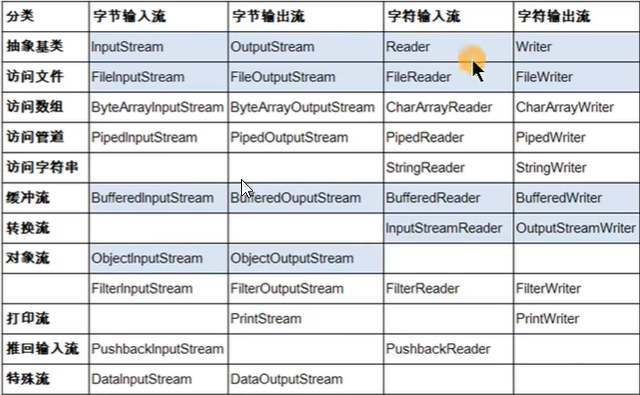 分类 字节输入流 字节输出流 字符输入流 字符输出流
抽象基类 InputStream OutputStream Reader Writer
访问文件 FileInputStream FileOutputStream FileReader FileWriter
访问数组 ByteArrayInputStream ByteArrayOutputStream CharArrayReader CharArrayWriter
访问管道 PipedInputStream PipedOutputStream PipedReader PipedWriter
访问字符串 StringReader StringWriter
缓冲流 BufferedInputStream BufferedOuputStream BufferedReader BufferedWriter
转换流 InputStreamReader OutputStreamWriter
对象流 ObjectInputStream ObjectOutputStream
FilterInputStream FilterOutputStream FilterReader FilterWriter
打印流 PrintStream PrintWriter
推回输入流 PushbackInputStream PushbackReader
特殊流 DataInputStream DataOutputStream